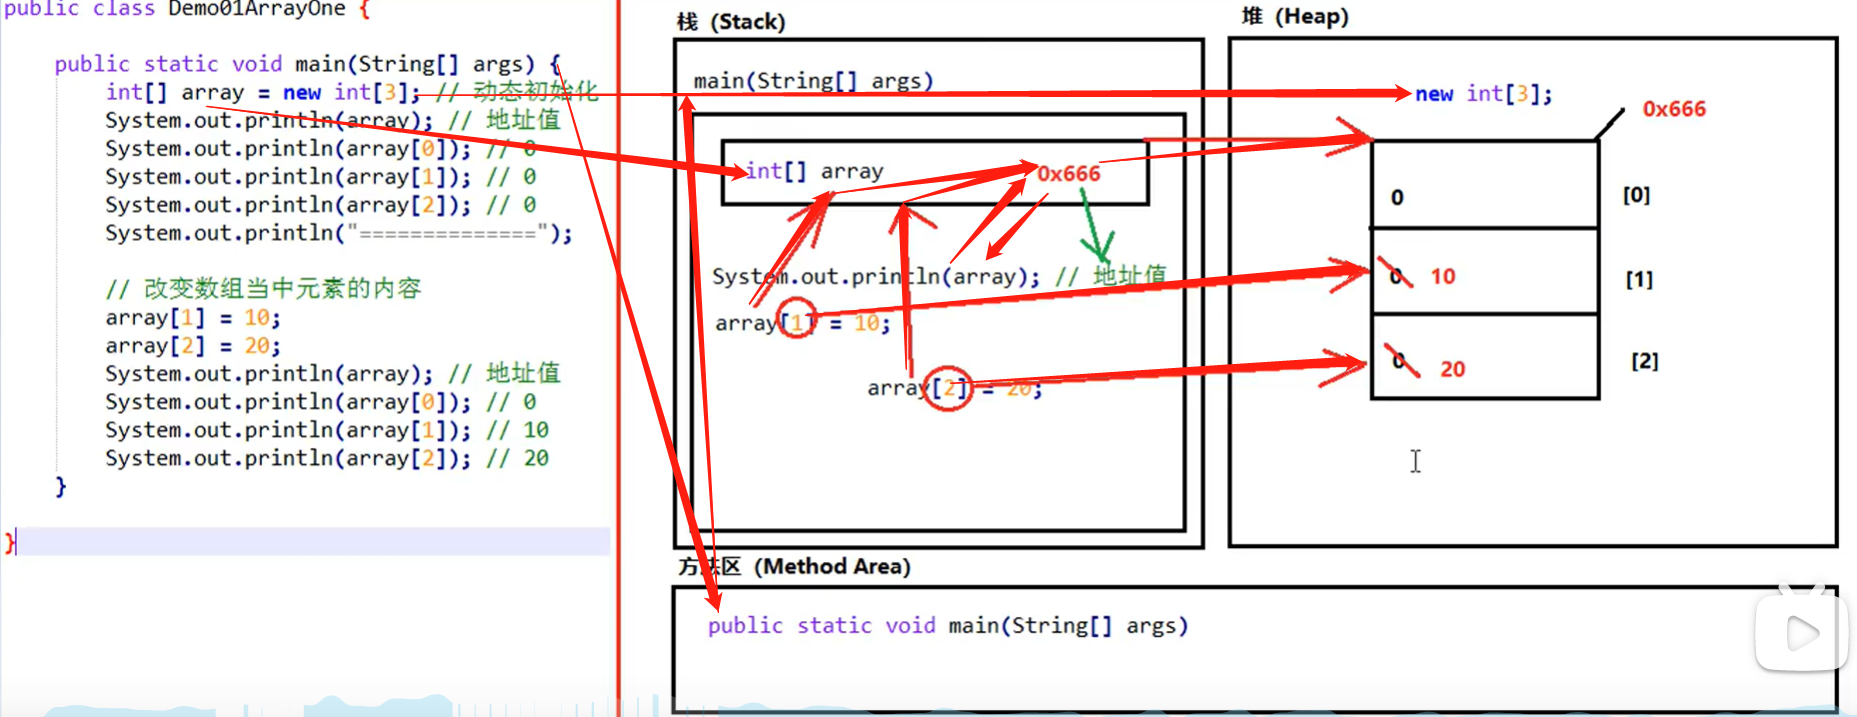 public class Demo01ArrayOne {
public static void main(String[] args) {
int[] array = new int[3]; // 动态初始化
System.out.println(array); // 地址值
System.out.println(array[0]); // 0
System.out.println(array[1]); // 0
System.out.println(array[2]); // 0
System.out.println("==============");
// 改变数组当中元素的内容
array[1] = 10;
array[2] = 20;
System.out.println(array); // 地址值
System.out.println(array[0]); // 0
System.out.println(array[1]); // 10
System.out.println(array[2]); // 20
}
}
栈 (Stack)
main(String[] args)
int[] array
0x666
System.out.println(array); // 地址值
array[1] = 10;
array[2] = 20;
堆 (Heap)
new int[3];
0x666
0
[0]
0 10
[1]
0 20
[2]
方法区 (Method Area)
public static void main(String[] args)